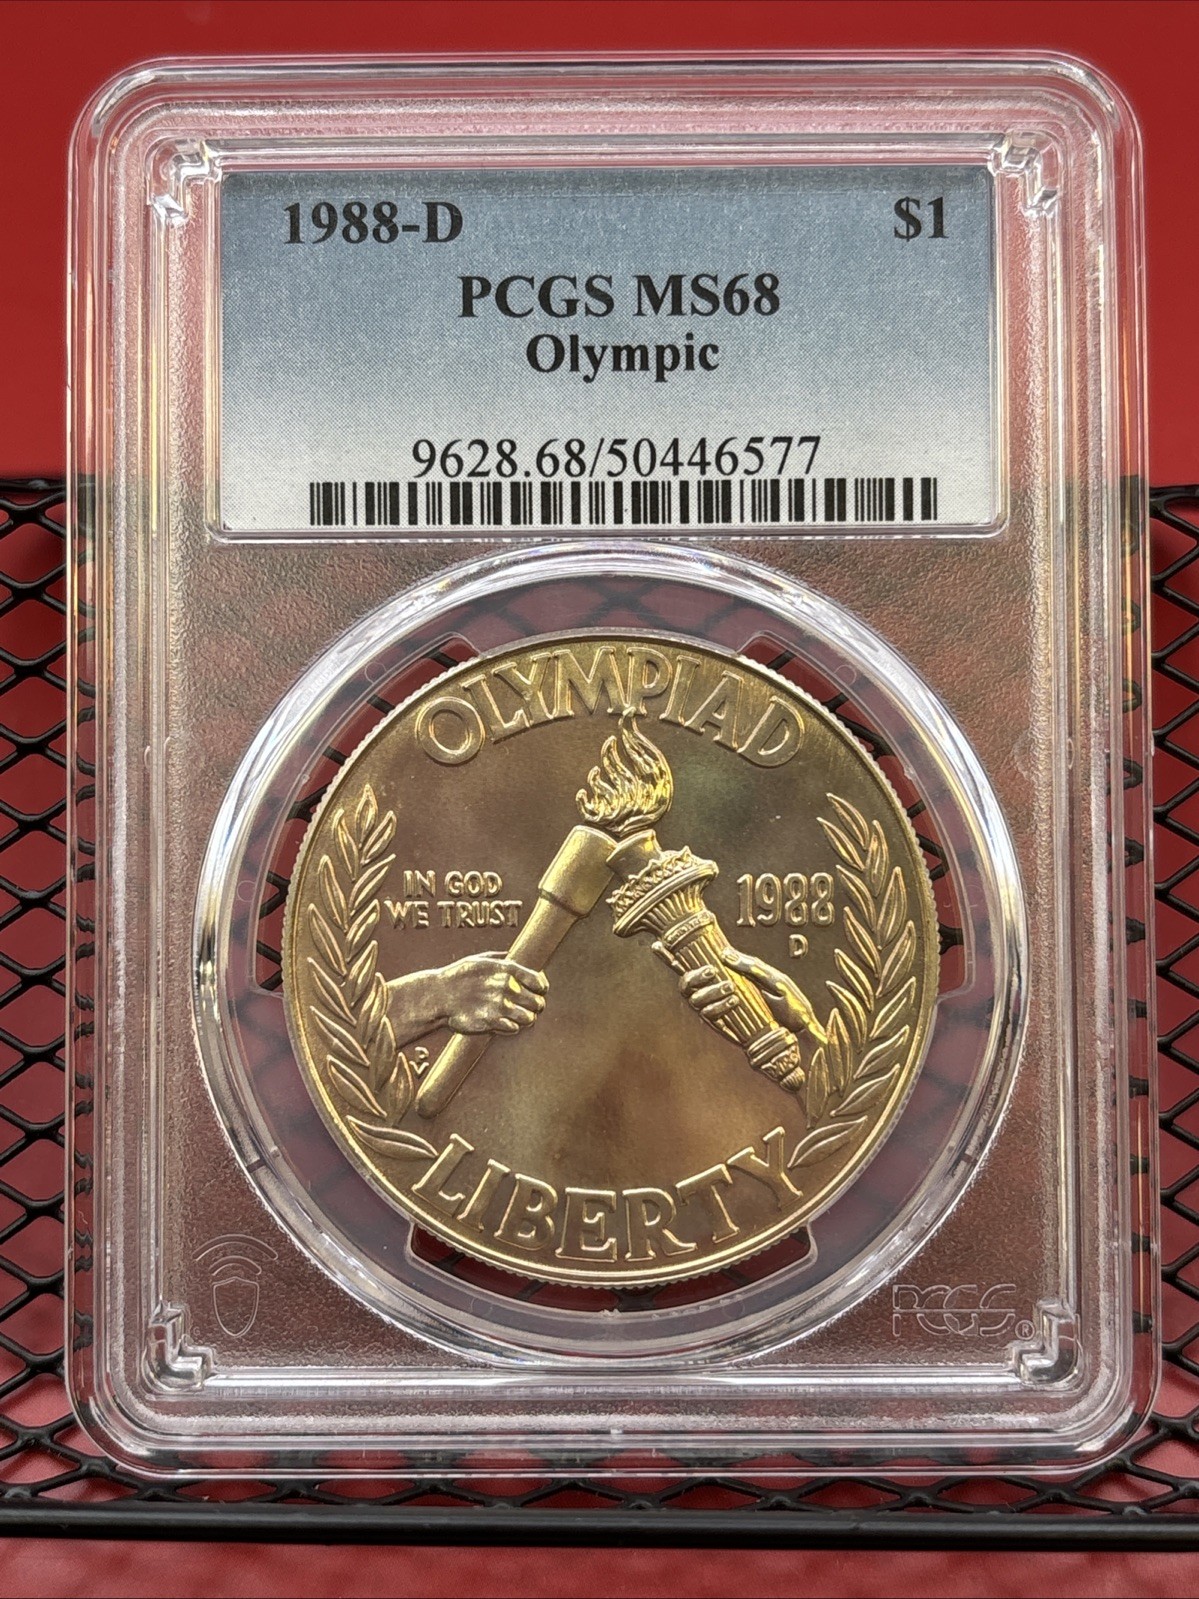 1988-D $1
PCGS MS68
Olympic
9628.68/50446577
OLYMPIAD
IN GOD
WE TRUST
1988
D
P
V
LIBERTY
PCGS®